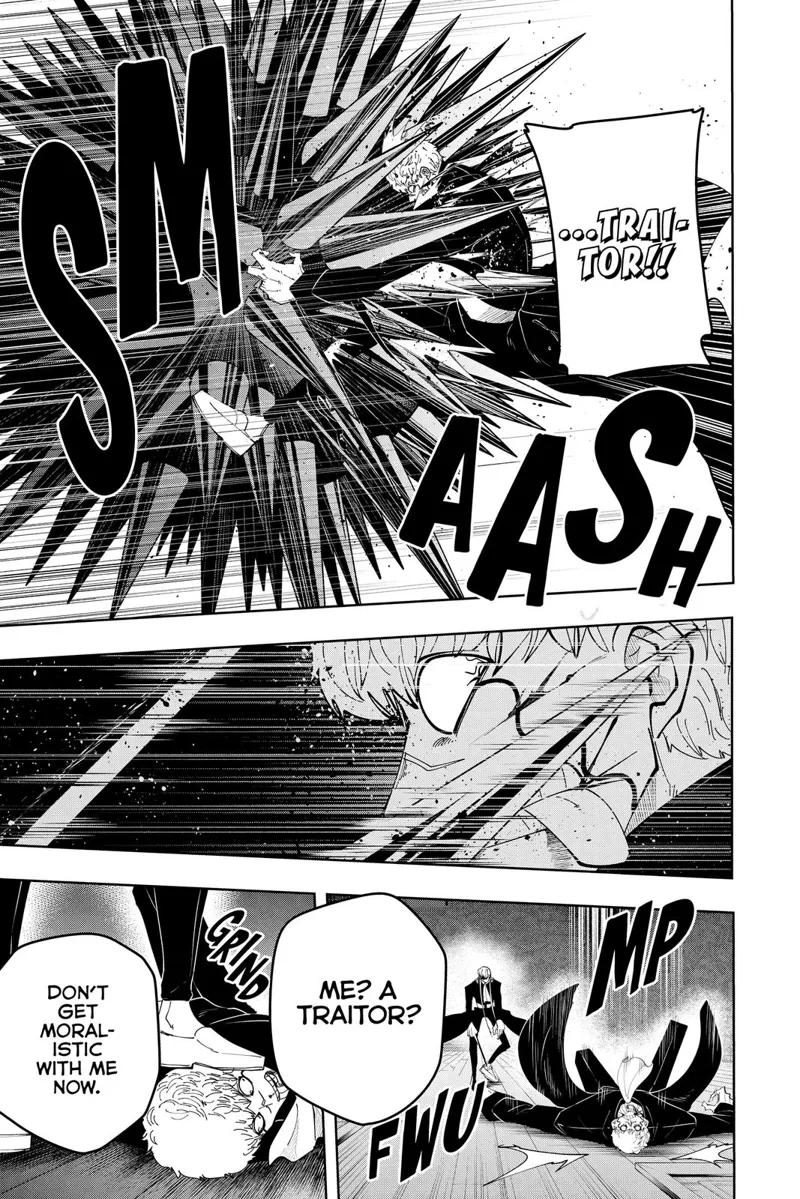 ...TRAI-
TOR!!
SM
AASH
MP
FWU
ME? A
TRAITOR?
GRIND
DON'T
GET
MORAL-
ISTIC
WITH ME
NOW.